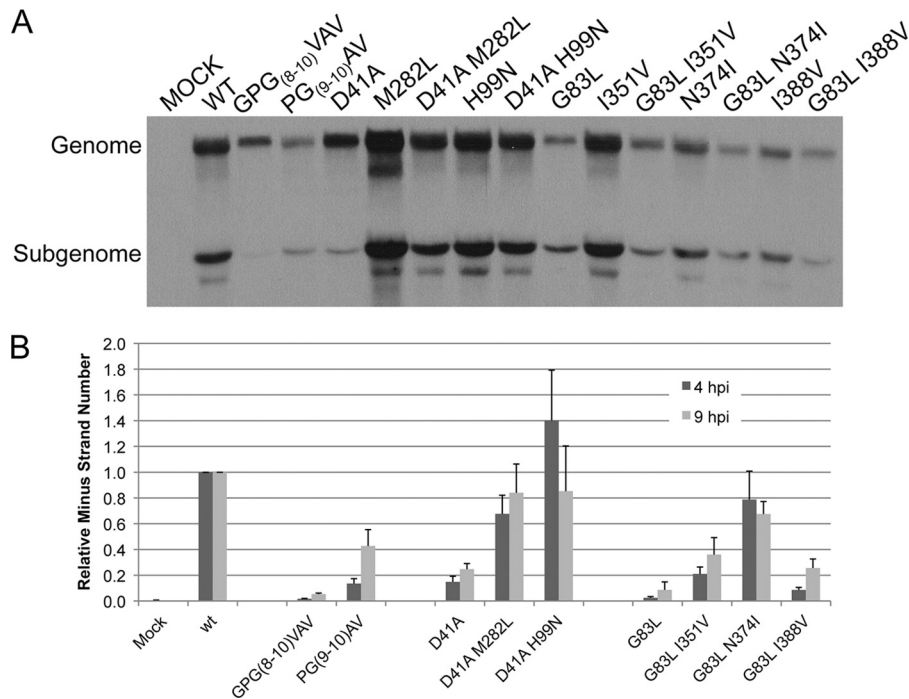 A
MOCK
WT
GPG(8-10)VAV
PG(9-10)AV
D41A
M282L
D41A M282L
H99N
D41A H99N
G83L
I351V
G83L I351V
N374I
G83L N374I
I388V
G83L I388V
Genome
Subgenome
B
Relative Minus Strand Number
2.0
1.8
1.6
1.4
1.2
1.0
0.8
0.6
0.4
0.2
0.0
4 hpi
9 hpi
Mock
wt
GPG(8-10)VAV
PG(9-10)AV
D41A
D41A M282L
D41A H99N
G83L
G83L I351V
G83L N374I
G83L I388V